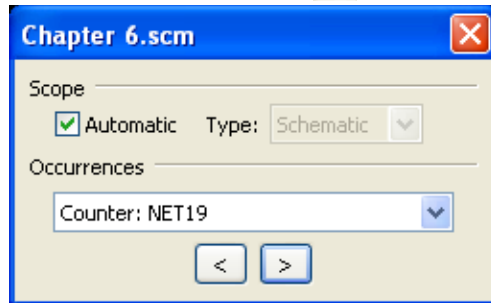 Chapter 6.scm
Scope
Automatic Type: Schematic
Occurrences
Counter: NET19
< >